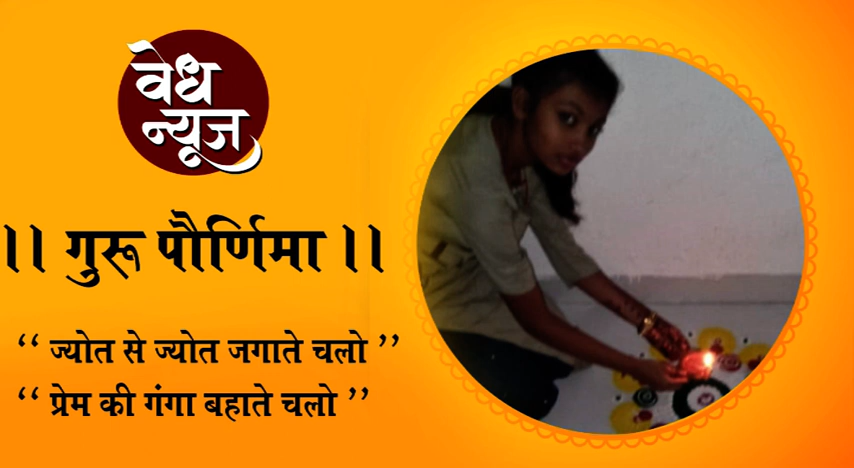 वेध
न्यूज
।। गुरू पौर्णिमा ।।
“ ज्योत से ज्योत जगाते चलो ”
“ प्रेम की गंगा बहाते चलो ”